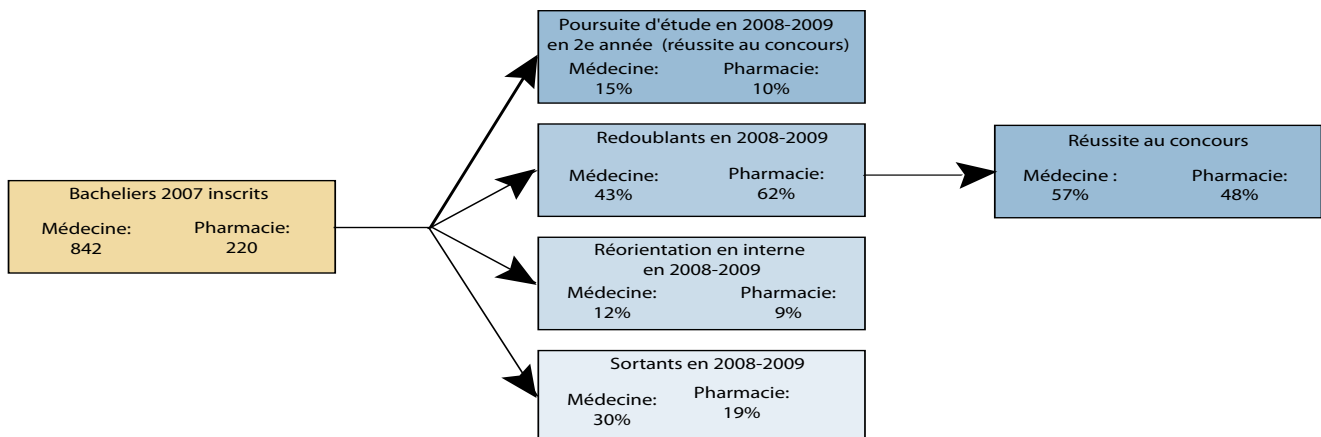 Bacheliers 2007 inscrits
Médecine: Pharmacie:
842 220
Poursuite d'étude en 2008-2009
en 2e année (réussite au concours)
Médecine: Pharmacie:
15% 10%
Redoublants en 2008-2009
Médecine: Pharmacie:
43% 62%
Réussite au concours
Médecine : Pharmacie:
57% 48%
Réorientation en interne
en 2008-2009
Médecine: Pharmacie:
12% 9%
Sortants en 2008-2009
Médecine: Pharmacie:
30% 19%